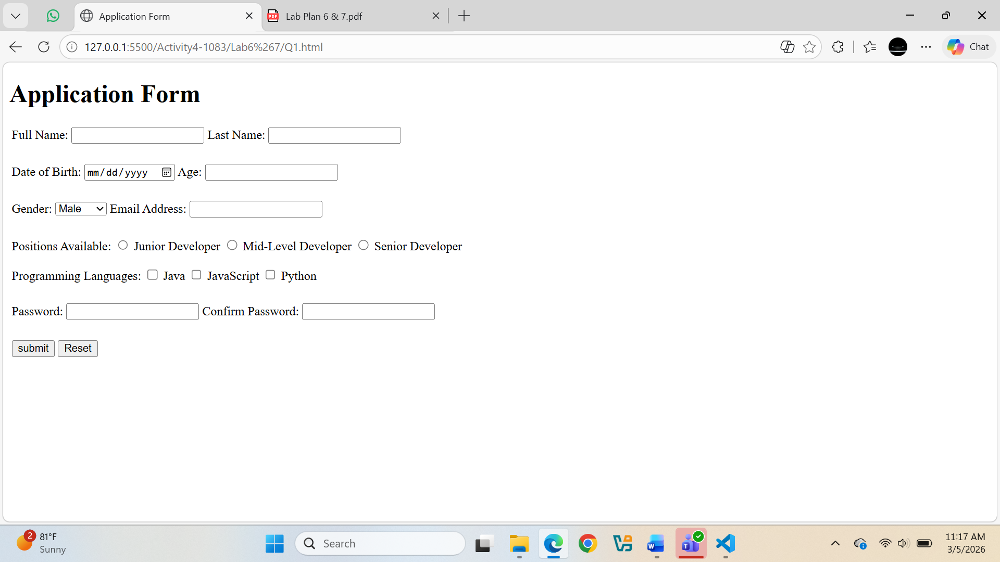 Application Form
Lab Plan 6 & 7.pdf
127.0.0.1:5500/Activity4-1083/Lab6%267/Q1.html
Chat
Application Form
Full Name: Last Name:
Date of Birth: mm/dd/yyyy Age:
Gender: Male Email Address:
Positions Available: Junior Developer Mid-Level Developer Senior Developer
Programming Languages: Java JavaScript Python
Password: Confirm Password:
submit Reset
2 81°F
Sunny
Search
11:17 AM
3/5/2026